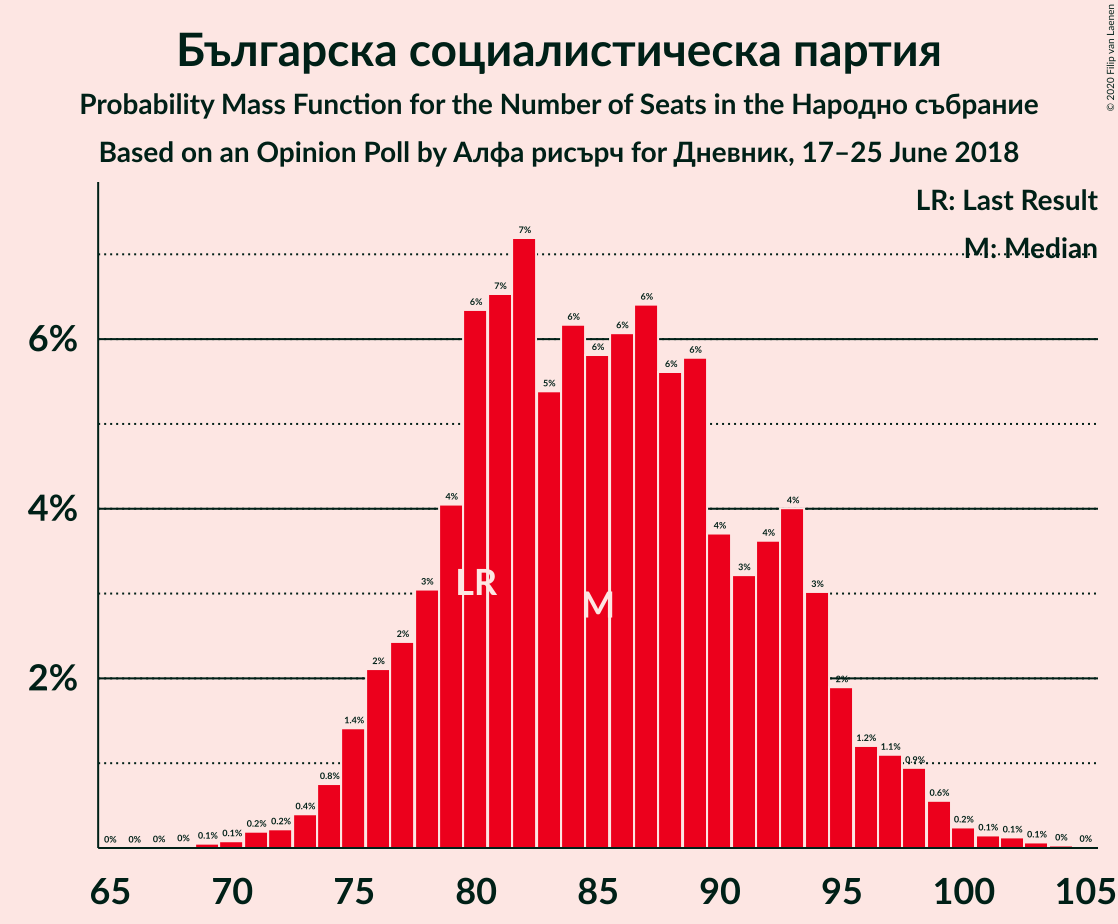 Българска социалистическа партия
Probability Mass Function for the Number of Seats in the Народно събрание
Based on an Opinion Poll by Алфа рисърч for Дневник, 17–25 June 2018
© 2020 Filip van Laenen
LR: Last Result
M: Median
6%
4%
2%
0% 0% 0% 0% 0.1% 0.1% 0.2% 0.2% 0.4% 0.8% 1.4% 2% 2% 3% 4% 6% 7% 7% 5% 6% 6% 6% 6% 6% 6% 4% 3% 4% 4% 3% 2% 1.2% 1.1% 0.9% 0.6% 0.2% 0.1% 0.1% 0.1% 0% 0%
LR
M
65 70 75 80 85 90 95 100 105